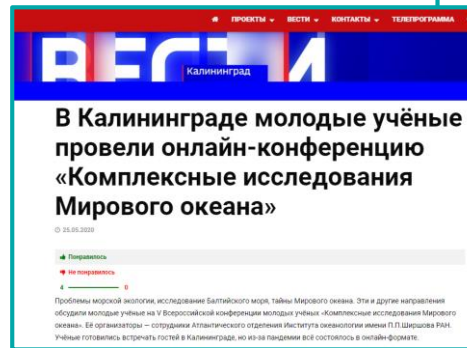 ПРОЕКТЫ ВЕСТИ КОНТАКТЫ ТЕЛЕПРОГРАММА
ВЕСТИ
Калининград
В Калининграде молодые учёные
провели онлайн-конференцию
«Комплексные исследования
Мирового океана»
25.05.2020
Понравилось
Не понравилось
4 0
Проблемы морской экологии, исследование Балтийского моря, тайны Мирового океана. Эти и другие направления
обсудили молодые учёные на V Всероссийской конференции молодых учёных «Комплексные исследования Мирового
океана». Её организаторы – сотрудники Атлантического отделения Института океанологии имени П.П.Ширшова РАН.
Учёные готовились встречать гостей в Калининграде, но из-за пандемии всё состоялось в онлайн-формате.